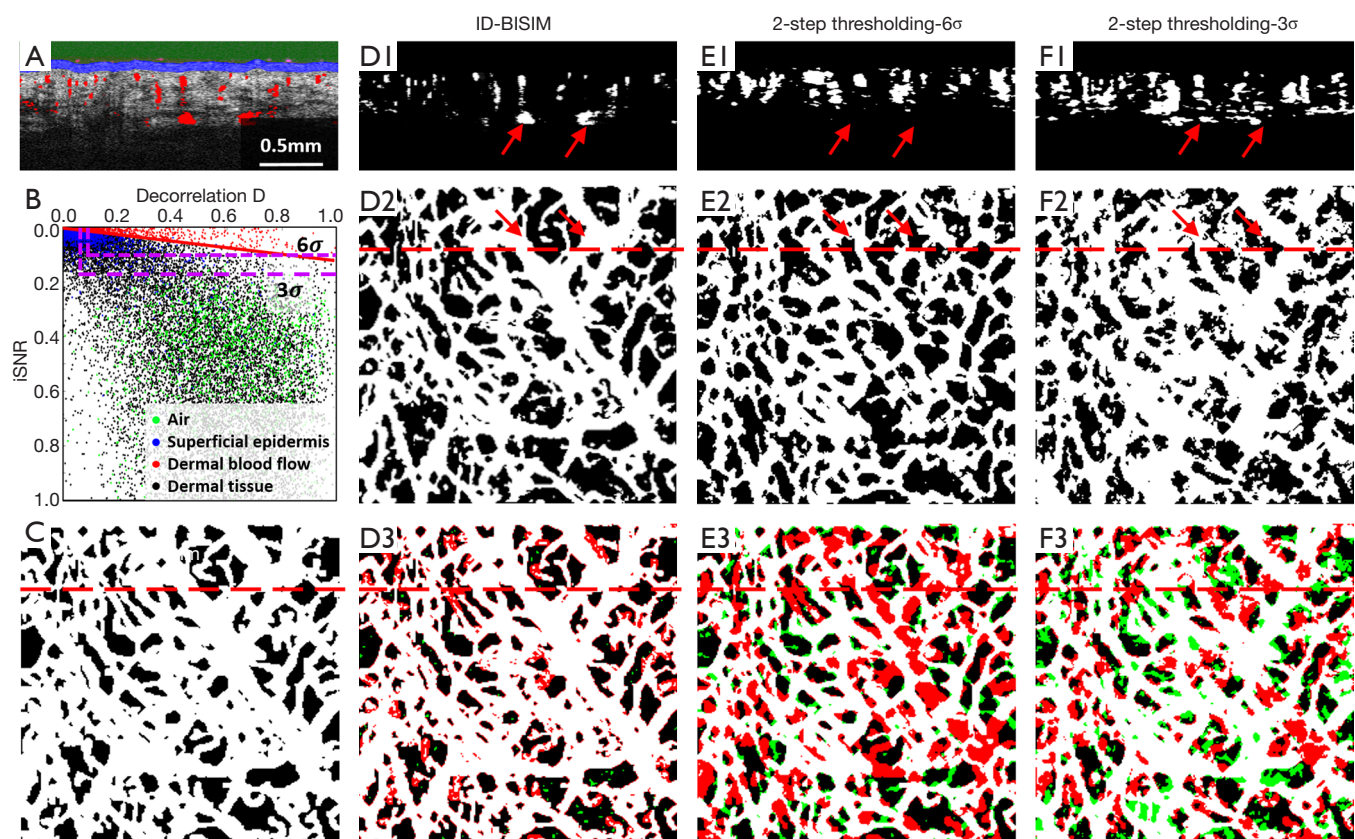 ID-BISIM
2-step thresholding-6σ
2-step thresholding-3σ
A
0.5mm
D1
E1
F1
B
Decorrelation D
0.0 0.2 0.4 0.6 0.8 1.0
iSNR
0.0
0.2
0.4
0.6
0.8
1.0
6σ
3σ
Air
Superficial epidermis
Dermal blood flow
Dermal tissue
D2
E2
F2
C
D3
E3
F3